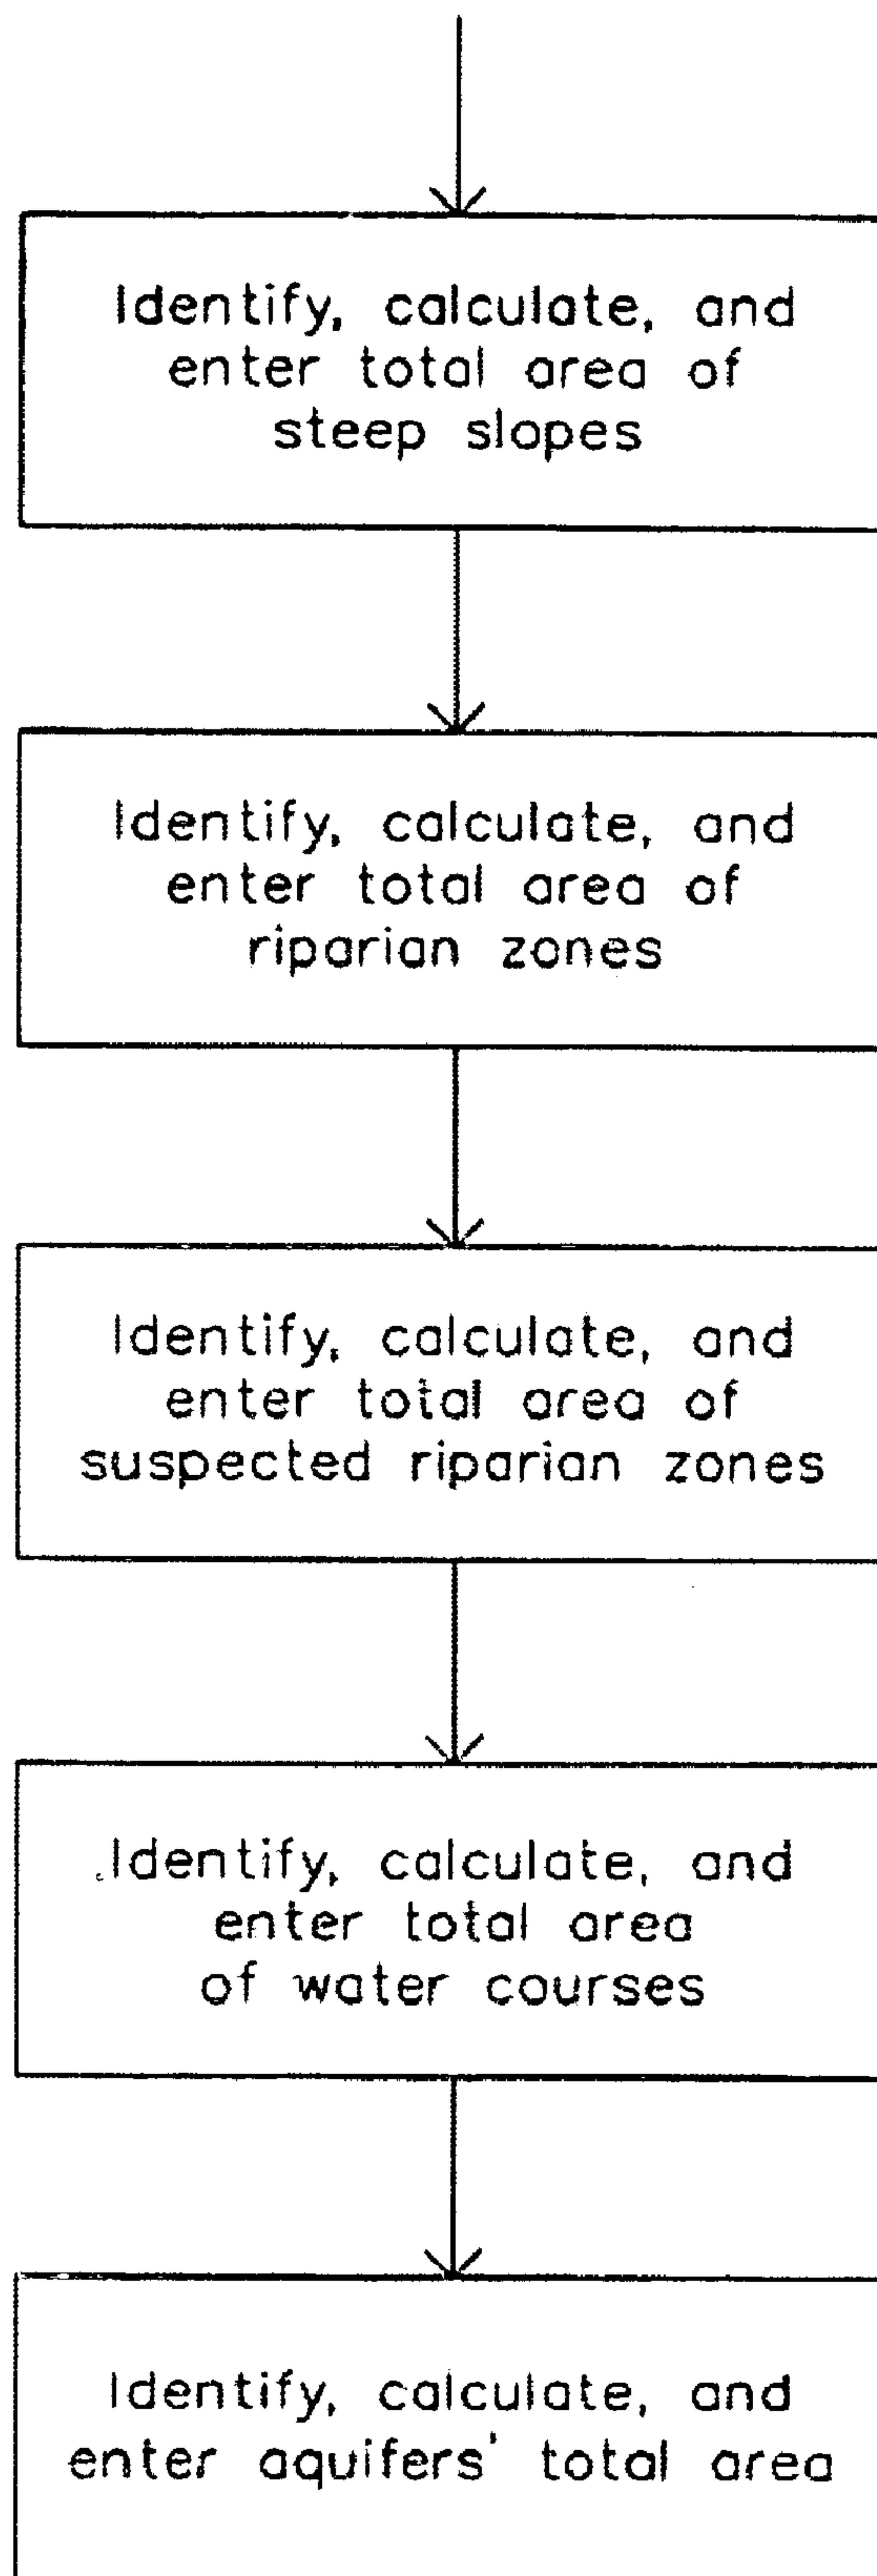 Identify, calculate, and
enter total area of
steep slopes
Identify, calculate, and
enter total area of
riparian zones
Identify, calculate, and
enter total area of
suspected riparian zones
Identify, calculate, and
enter total area
of water courses
Identify, calculate, and
enter aquifers' total area